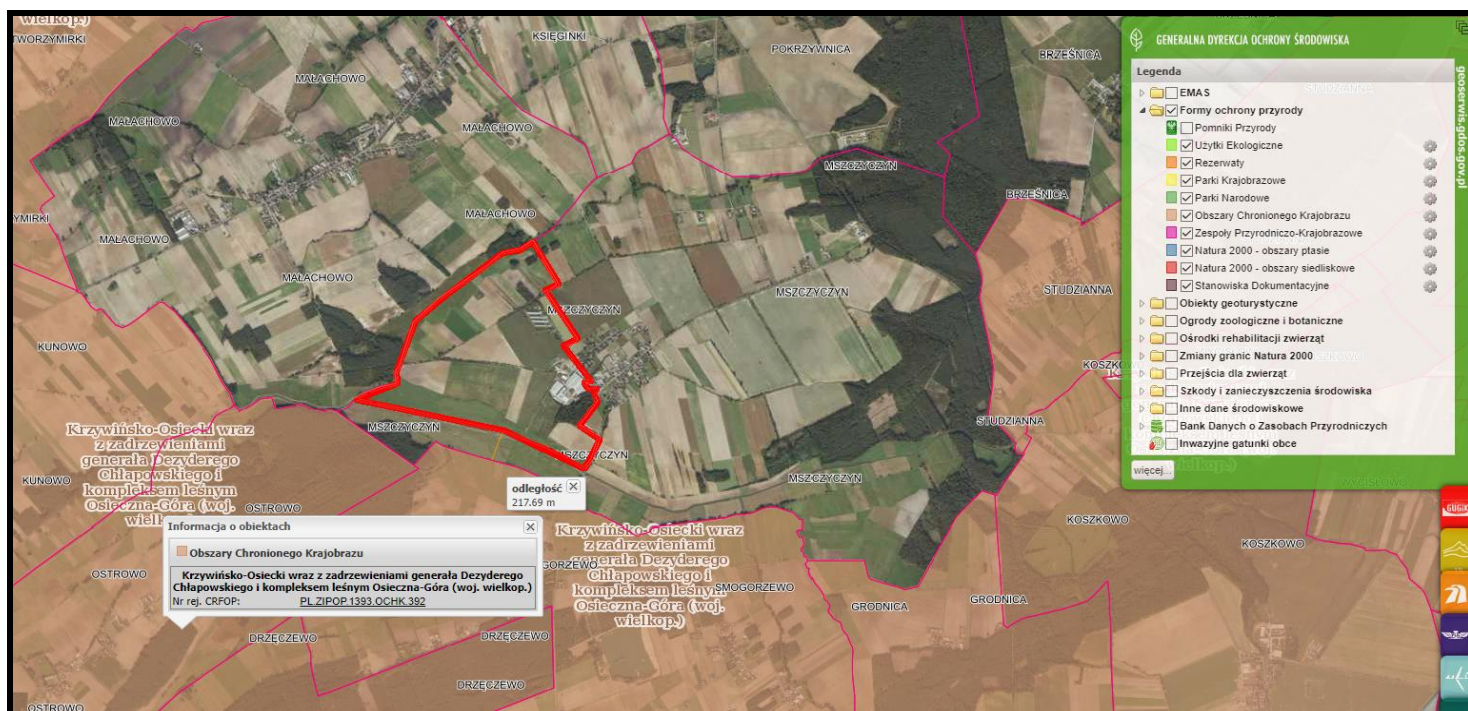 wielkop.)
TWORZYMIRKI
KSIĘGINKI
POKRZYWNICA
BRZEŚNICA
MAŁACHOWO
MAŁACHOWO
MAŁACHOWO
MSZCZYCZYN
BRZEŚNICA
MAŁACHOWO
YMIRKI
MAŁACHOWO
MAŁACHOWO
MSZCZYCZYN
STUDZIANNA
MSZCZYCZYN
KUNOWO
KOSZKO
STUDZIANNA
MSZCZYCZYN
Krzywińsko-Osiecki wraz
z zadrzewieniami
generała Dezyderego
Chłapowskiego i
kompleksem leśnym
Osieczna-Góra (woj.
wielk
KUNOWO
OSTROWO
MSZCZYCZYN
MSZCZYCZYN
odległość
217.69 m
Informacja o obiektach
Obszary Chronionego Krajobrazu
Krzywińsko-Osiecki wraz z zadrzewieniami generała Dezyderego
Chłapowskiego i kompleksem leśnym Osieczna-Góra (woj. wielkop.)
Nr rej. CRFOP: PL.ZIPOP.1393.OCHK.392
Krzywińsko-Osiecki wraz
z zadrzewieniami
generała Dezyderego
Chłapowskiego i
kompleksem leśnym
Osieczna-Góra (woj.
wielkop.)
GORZEWO
SMOGORZEWO
KOSZKOWO
KOSZKOWO
OSTROWO
GRODNICA
GRODNICA
DRZĘCZEWO
DRZĘCZEWO
DRZĘCZEWO
OSTROWO
GENERALNA DYREKCJA OCHRONY ŚRODOWISKA
geoserwis.gdos.gov.pl
Legenda
EMAS
Formy ochrony przyrody
Pomniki Przyrody
Użytki Ekologiczne
Rezerwaty
Parki Krajobrazowe
Parki Narodowe
Obszary Chronionego Krajobrazu
Zespoły Przyrodniczo-Krajobrazowe
Natura 2000 - obszary ptasie
Natura 2000 - obszary siedliskowe
Stanowiska Dokumentacyjne
Obiekty geoturystyczne
Ogrody zoologiczne i botaniczne
Ośrodki rehabilitacji zwierząt
Zmiany granic Natura 2000
Przejścia dla zwierząt
Szkody i zanieczyszczenia środowiska
Inne dane środowiskowe
Bank Danych o Zasobach Przyrodniczych
Inwazyjne gatunki obce
więcej...
GUGIK